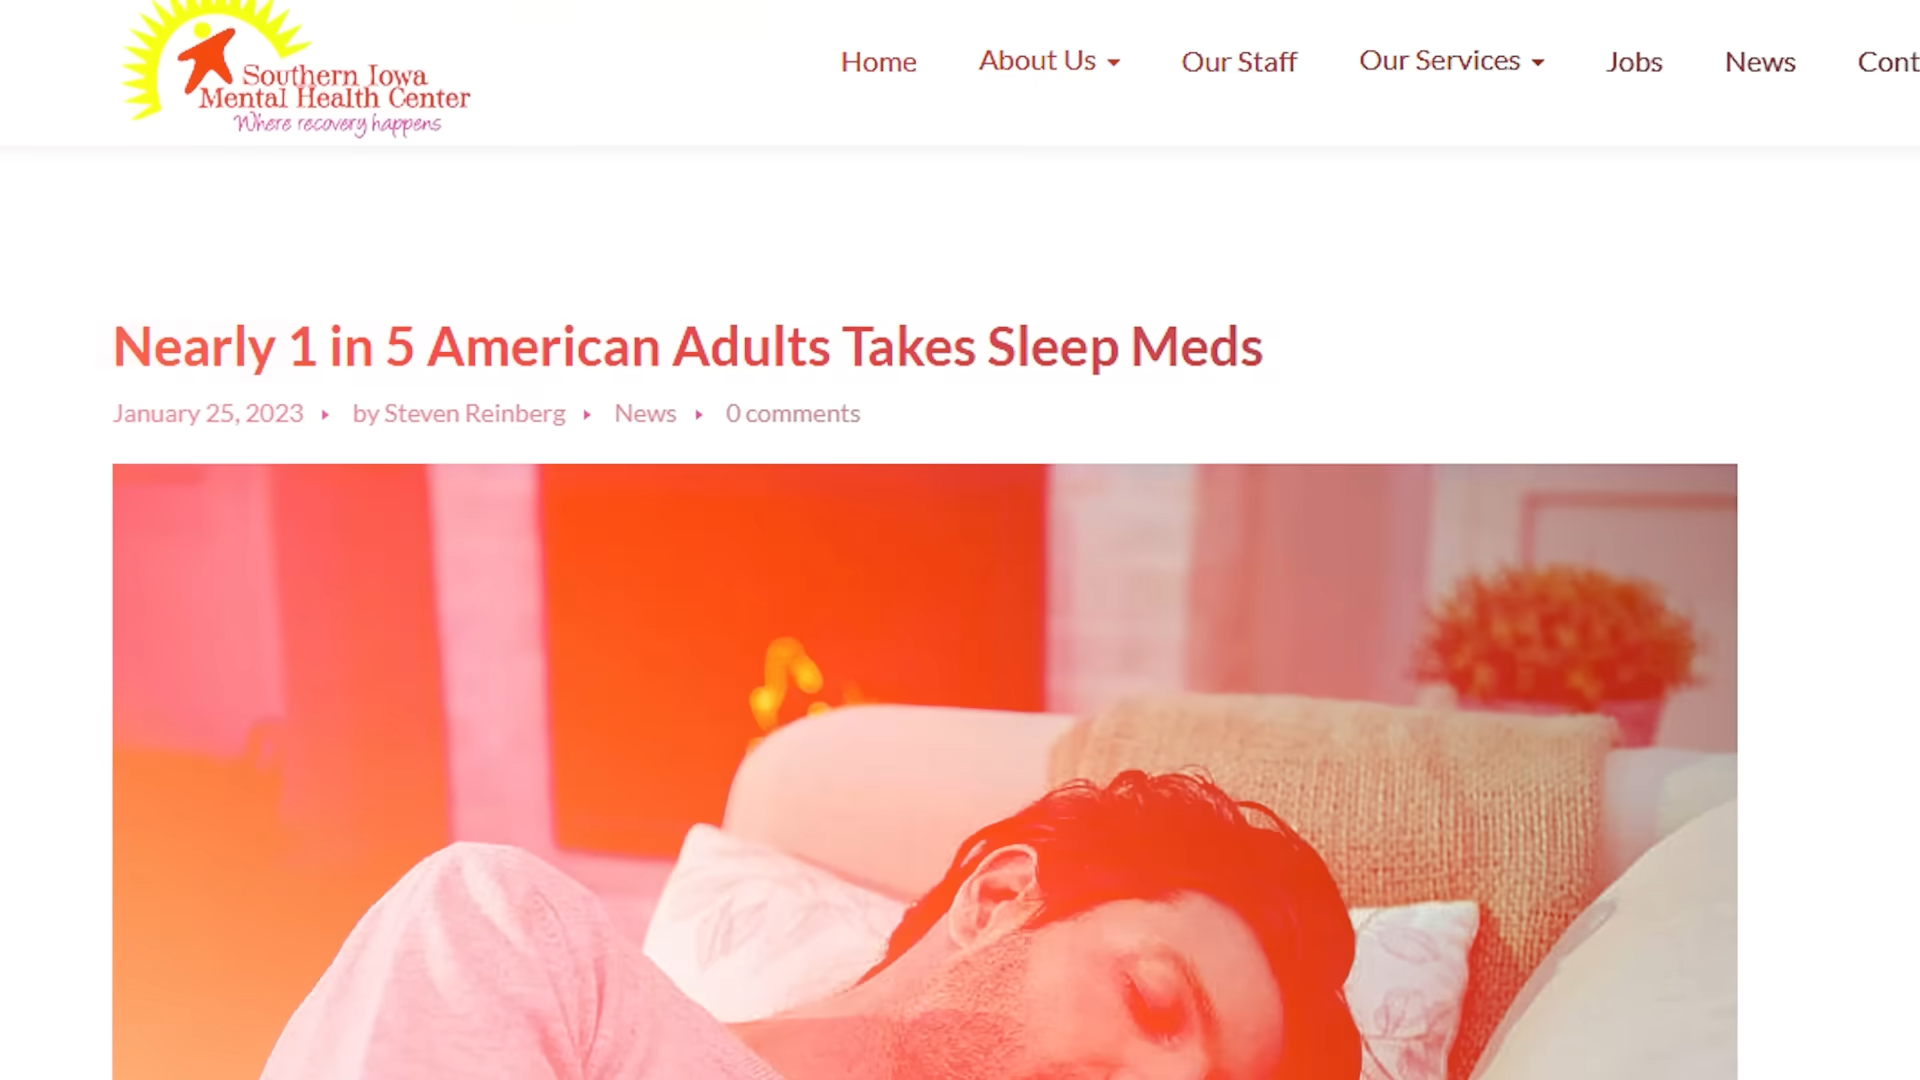 Southern Iowa
Mental Health Center
Where recovery happens
Home About Us Our Staff Our Services Jobs News Cont
Nearly 1 in 5 American Adults Takes Sleep Meds
January 25, 2023 by Steven Reinberg News 0 comments